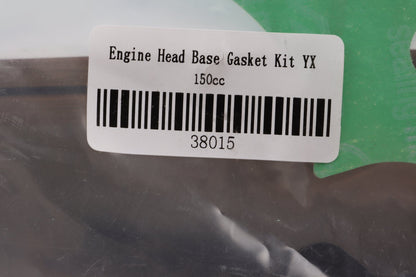 Engine Head Base Gasket Kit YX
150cc
38015